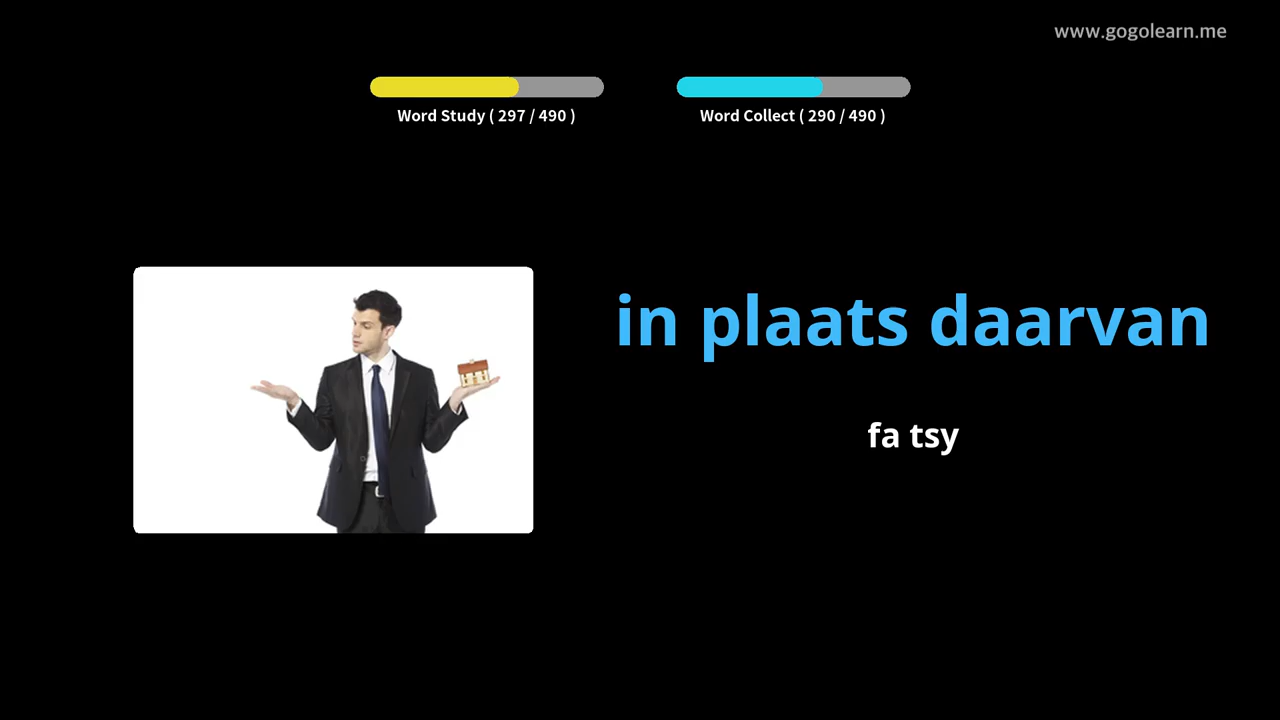 www.gogolearn.me
Word Study ( 297 / 490 )
Word Collect ( 290 / 490 )
in plaats daarvan
fa tsy